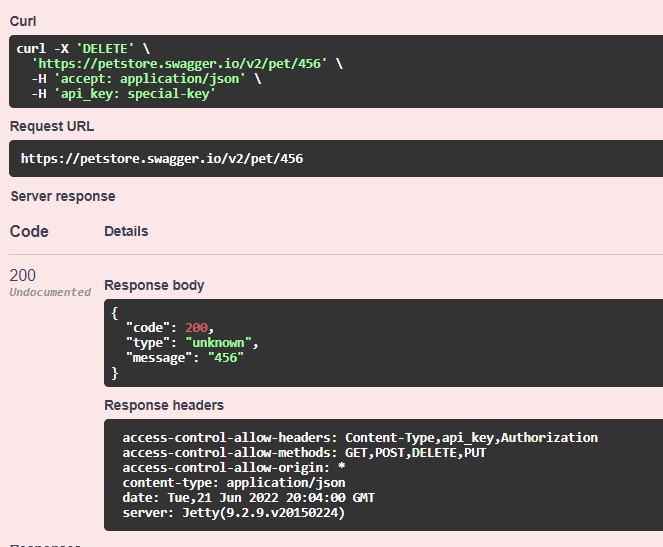 Curl
curl -X 'DELETE' \
'https://petstore.swagger.io/v2/pet/456' \
-H 'accept: application/json' \
-H 'api_key: special-key'
Request URL
https://petstore.swagger.io/v2/pet/456
Server response
Code Details
200
Undocumented
Response body
{
"code": 200,
"type": "unknown",
"message": "456"
}
Response headers
access-control-allow-headers: Content-Type,api_key,Authorization
access-control-allow-methods: GET,POST,DELETE,PUT
access-control-allow-origin: *
content-type: application/json
date: Tue,21 Jun 2022 20:04:00 GMT
server: Jetty(9.2.9.v20150224)